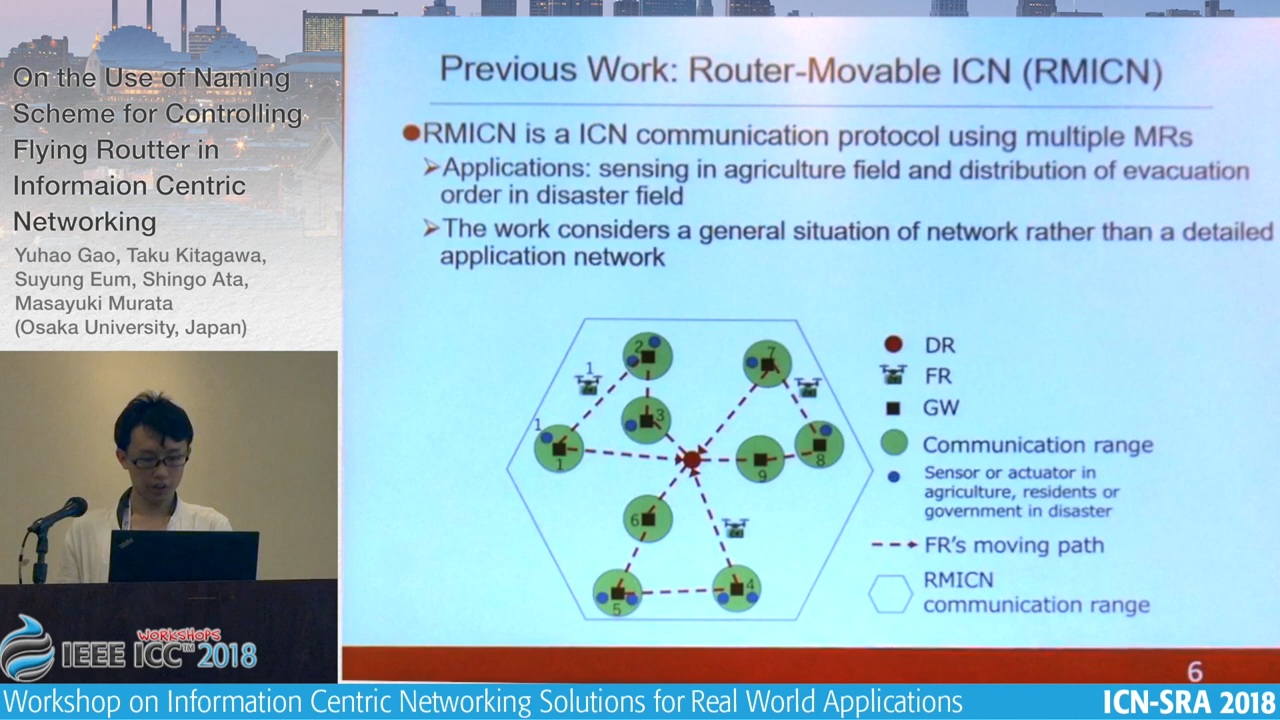 On the Use of Naming
Scheme for Controlling
Flying Routter in
Informaion Centric
Networking
Yuhao Gao, Taku Kitagawa,
Suyung Eum, Shingo Ata,
Masayuki Murata
(Osaka University, Japan)
Previous Work: Router-Movable ICN (RMICN)
RMICN is a ICN communication protocol using multiple MRs
Applications: sensing in agriculture field and distribution of evacuation
order in disaster field
The work considers a general situation of network rather than a detailed
application network
1
2
3
1
1
7
8
9
6
5
4
DR
FR
GW
Communication range
Sensor or actuator in
agriculture, residents or
government in disaster
FR's moving path
RMICN
communication range
6
WORKSHOPS
IEEE ICC™ 2018
Workshop on Information Centric Networking Solutions for Real World Applications
ICN-SRA 2018